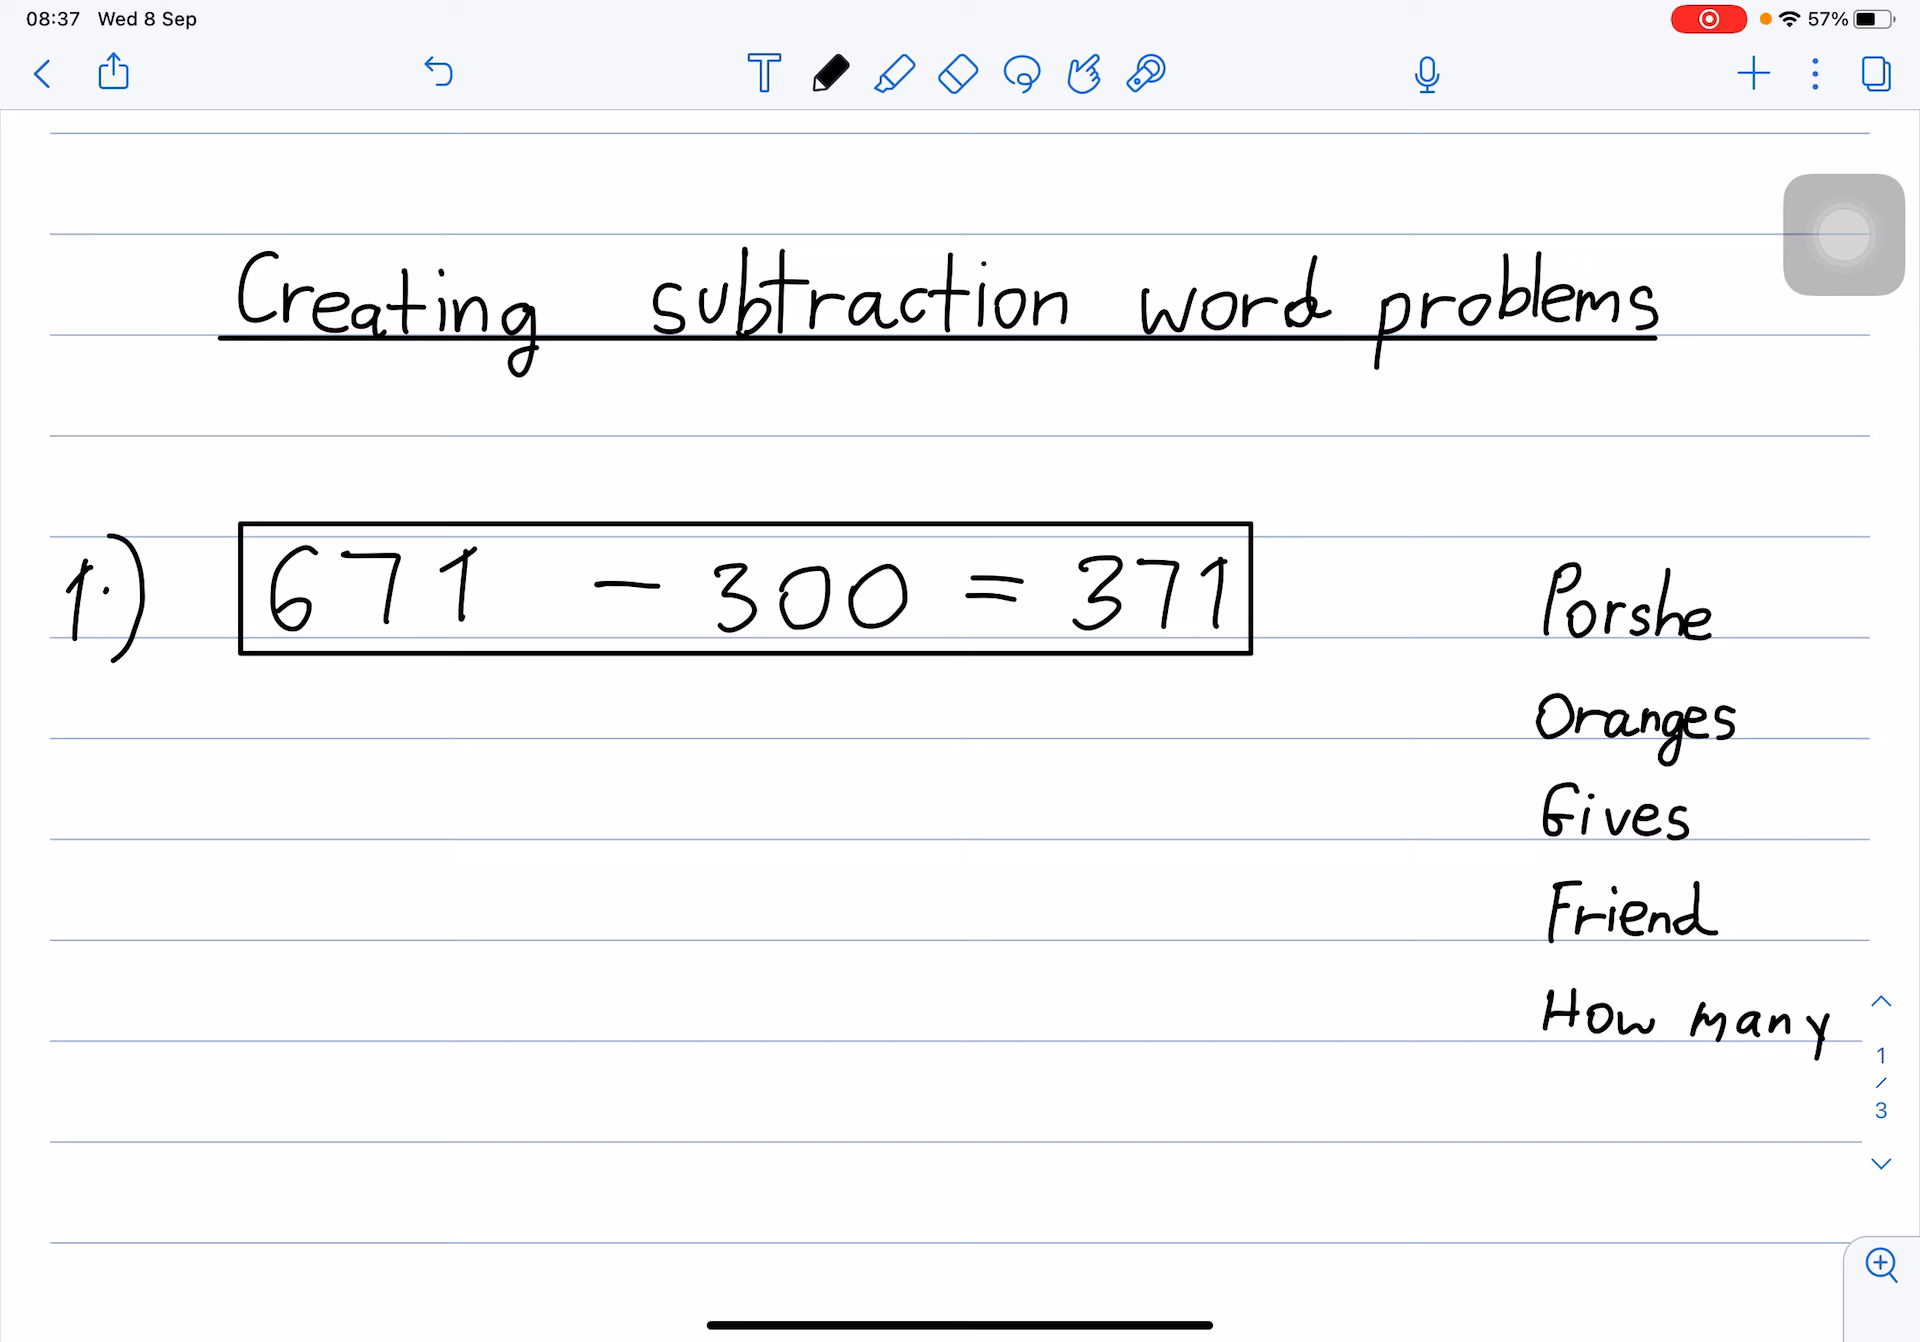 08:37 Wed 8 Sep 57%
T
Creating subtraction word problems
1.) 671 - 300 = 371
Porshe
Oranges
Gives
Friend
How many
1
/
3